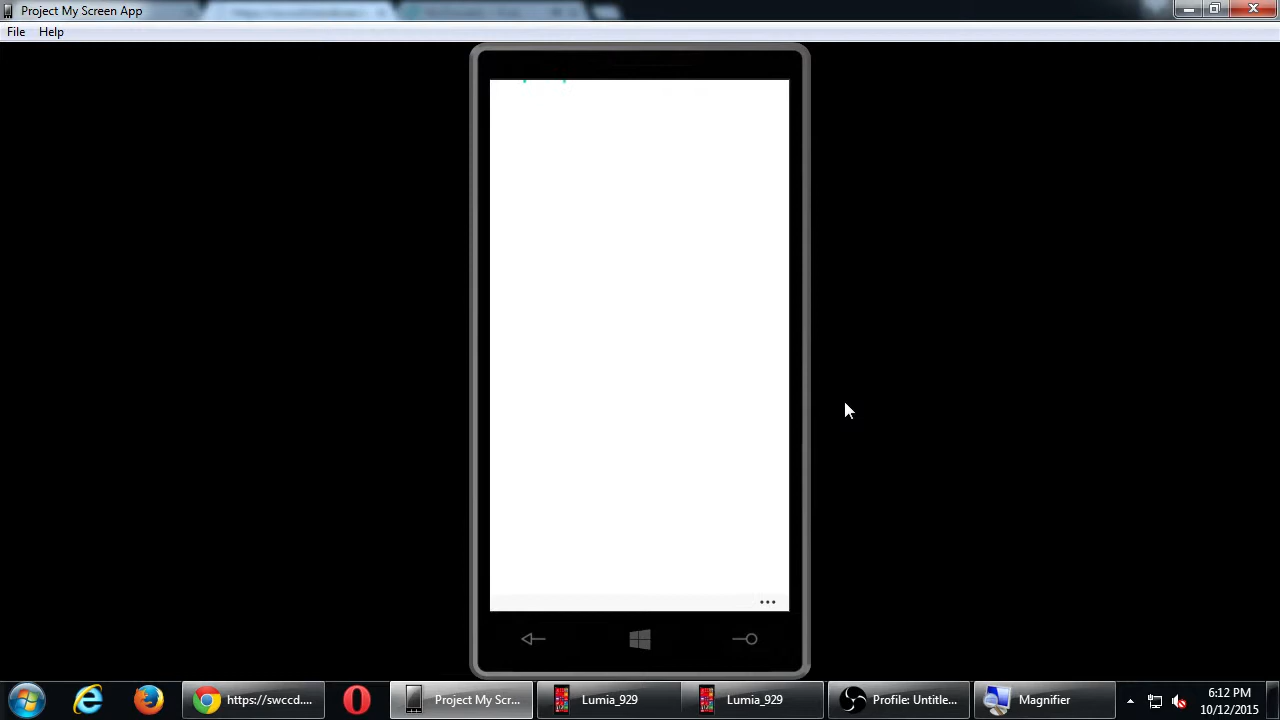 Project My Screen App
File Help
https://swccd....
Project My Scr...
Lumia_929
Lumia_929
Profile: Untitle...
Magnifier
6:12 PM
10/12/2015